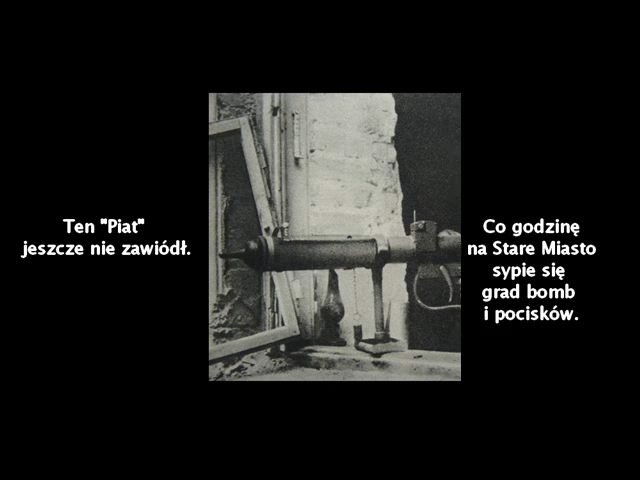 Ten "Piat"
jeszcze nie zawiódł.
Co godzinę
na Stare Miasto
sypie się
grad bomb
i pocisków.